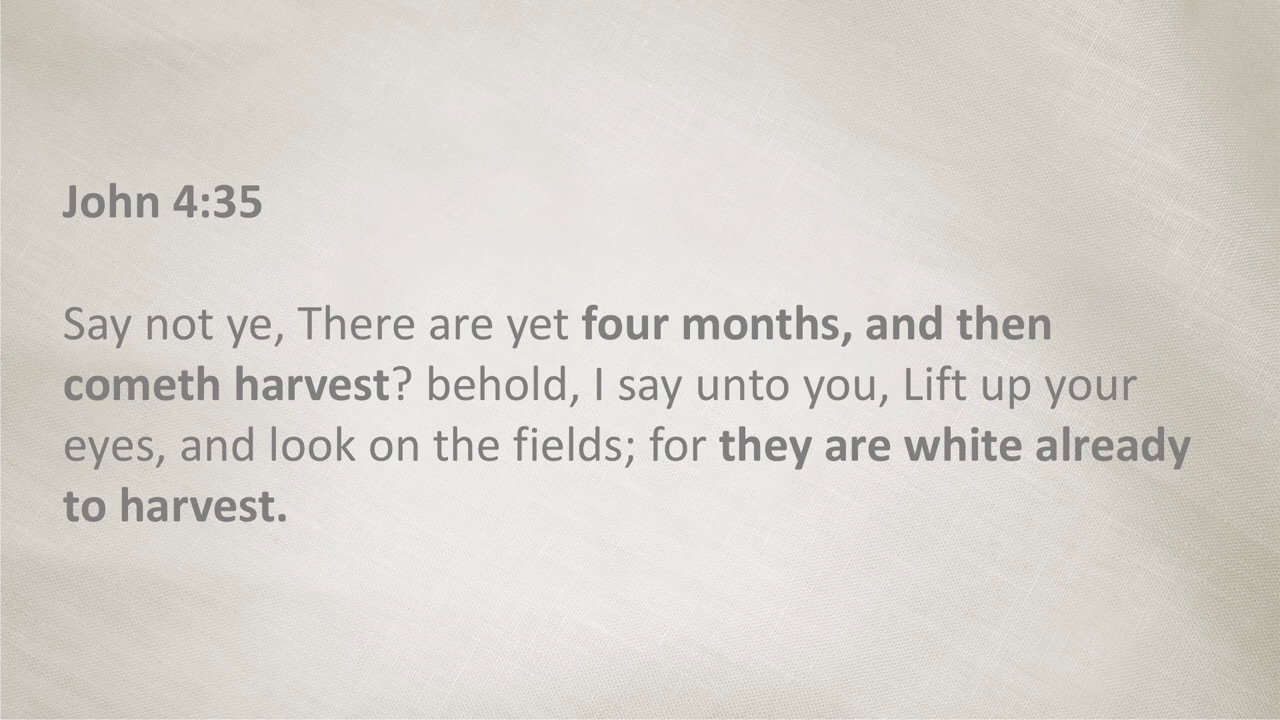 John 4:35
Say not ye, There are yet four months, and then
cometh harvest? behold, I say unto you, Lift up your
eyes, and look on the fields; for they are white already
to harvest.